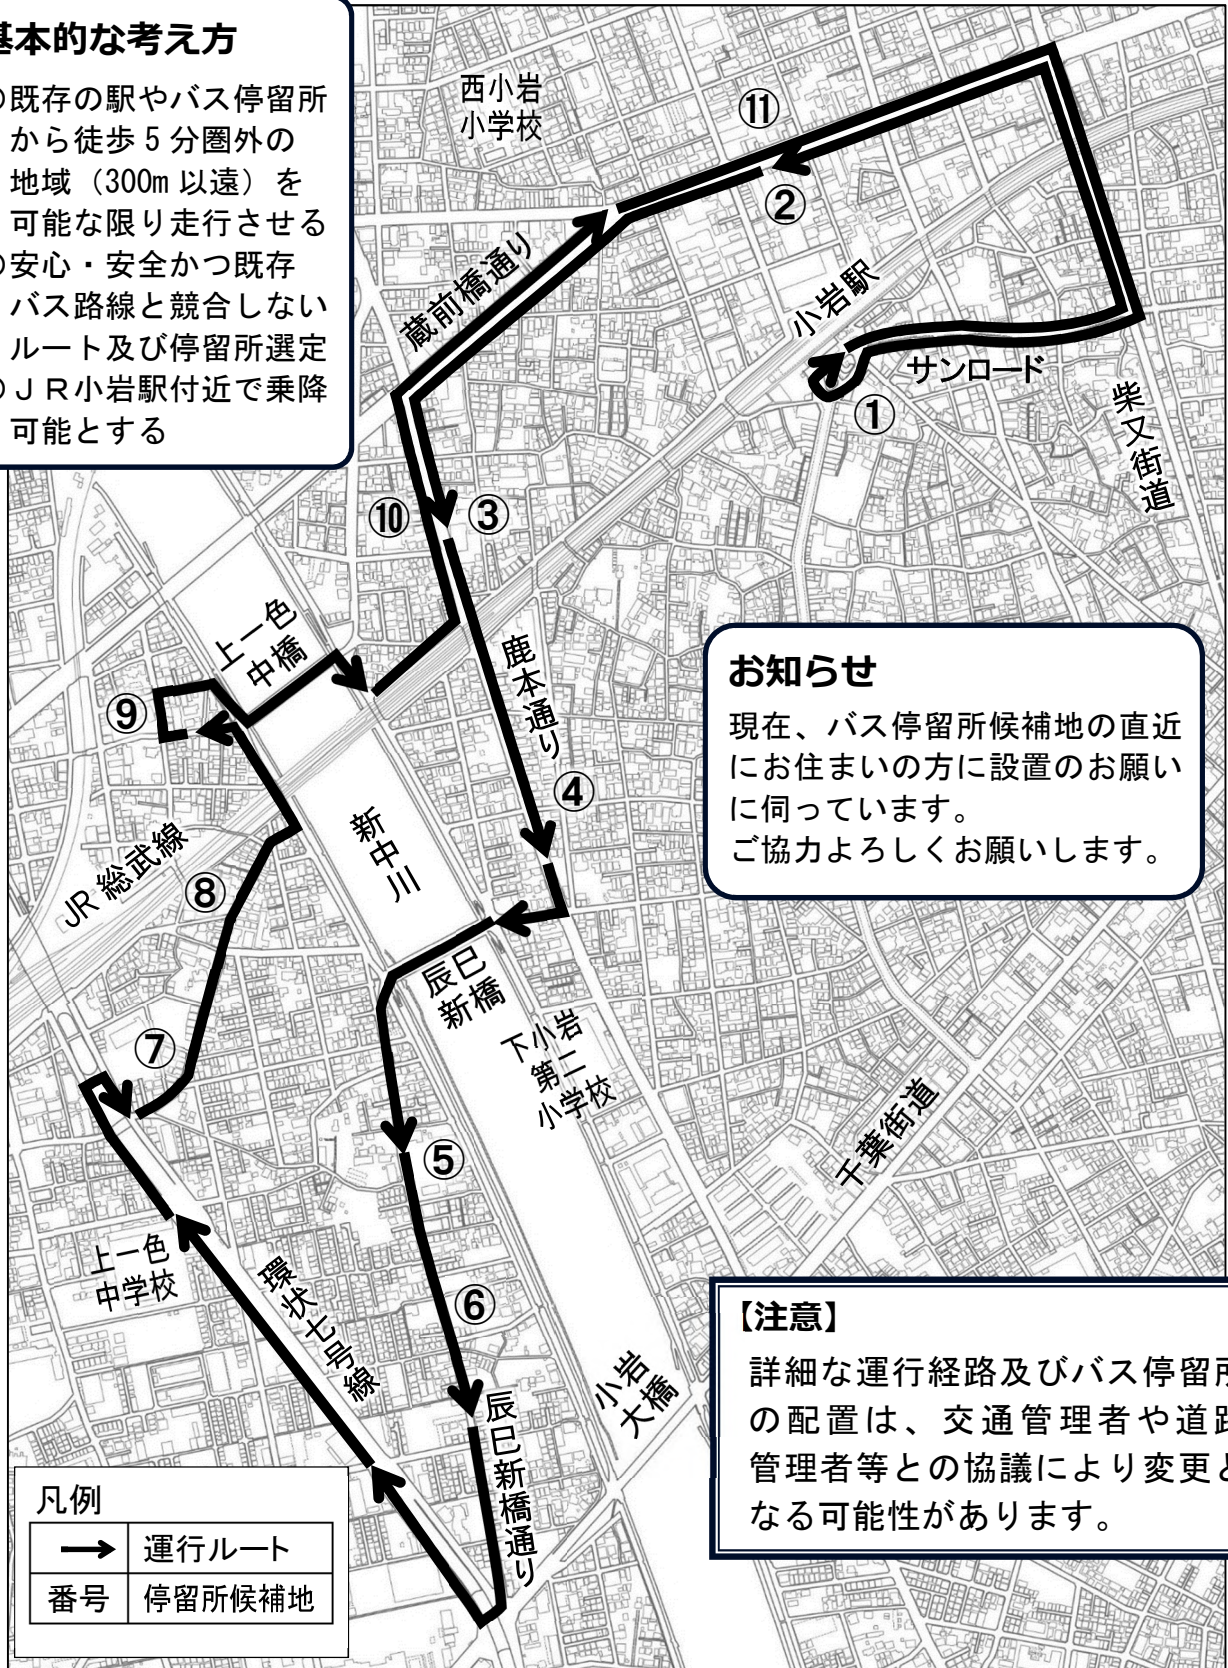 基本的な考え方
の既存の駅やバス停留所
から徒歩5分圏外の
地域（300m以遠）を
可能な限り走行させる
の安心・安全かつ既存
バス路線と競合しない
ルート及び停留所選定
のＪＲ小岩駅付近で乗降
可能とする
西小岩
小学校
⑪
②
蔵前橋通り
小岩駅
サンロード
①
柴又街道
⑩
③
上一色
中橋
鹿本通り
⑨
お知らせ
現在、バス停留所候補地の直近
にお住まいの方に設置のお願い
に伺っています。
ご協力よろしくお願いします。
④
新中川
JR 総武線
⑧
辰巳
新橋
下小岩
第二
小学校
⑦
千葉街道
⑤
上一色
中学校
環状七号線
⑥
小岩
大橋
辰巳新橋通り
【注意】
詳細な運行経路及びバス停留所
の配置は、交通管理者や道路
管理者等との協議により変更と
なる可能性があります。
凡例
運行ルート
番号 停留所候補地